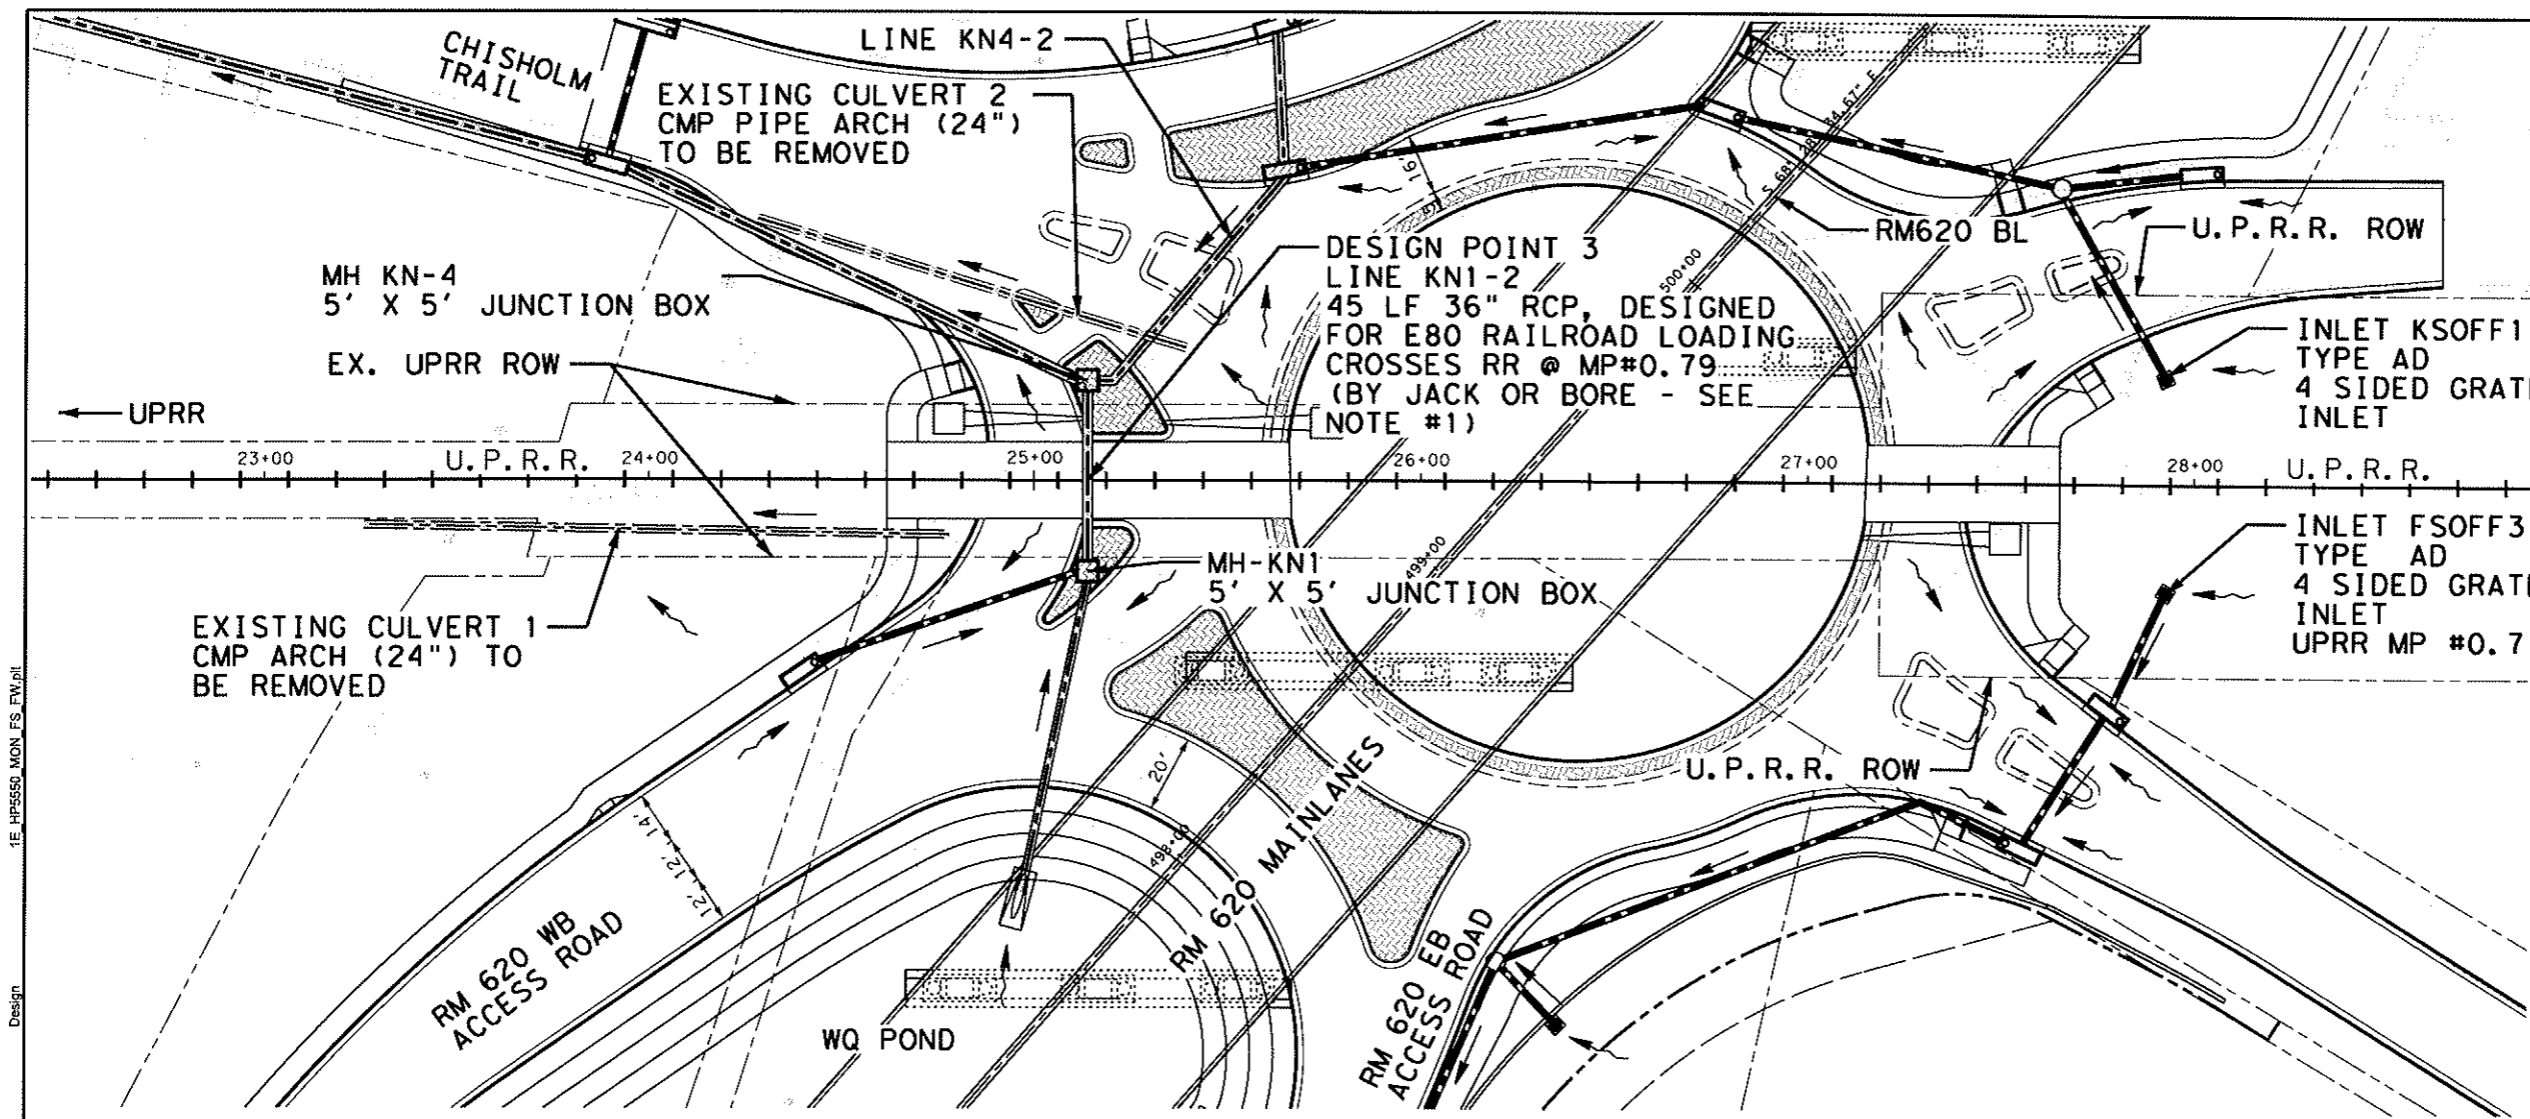 CHISHOLM
TRAIL
LINE KN4-2
EXISTING CULVERT 2
CMP PIPE ARCH (24")
TO BE REMOVED
16'
RM620 BL
U.P.R.R. ROW
MH KN-4
5' X 5' JUNCTION BOX
DESIGN POINT 3
LINE KN1-2
45 LF 36" RCP, DESIGNED
FOR E80 RAILROAD LOADING
CROSSES RR @ MP#0.79
(BY JACK OR BORE - SEE
NOTE #1)
500+00
INLET KSOFF1
TYPE AD
4 SIDED GRATE
INLET
EX. UPRR ROW
UPRR
23+00
U.P.R.R.
24+00
25+00
26+00
27+00
28+00
U.P.R.R.
INLET FSOFF3
TYPE AD
4 SIDED GRATE
INLET
UPRR MP #0.7
499+00
MH-KN1
5' X 5' JUNCTION BOX
EXISTING CULVERT 1
CMP ARCH (24") TO
BE REMOVED
U.P.R.R. ROW
20'
14'
12'
12'
498+00
RM 620 MAINLANES
RM 620 WB
ACCESS ROAD
RM 620 EB
ACCESS ROAD
WQ POND
1E_HP5550_MON_FS_FW.plt
Design